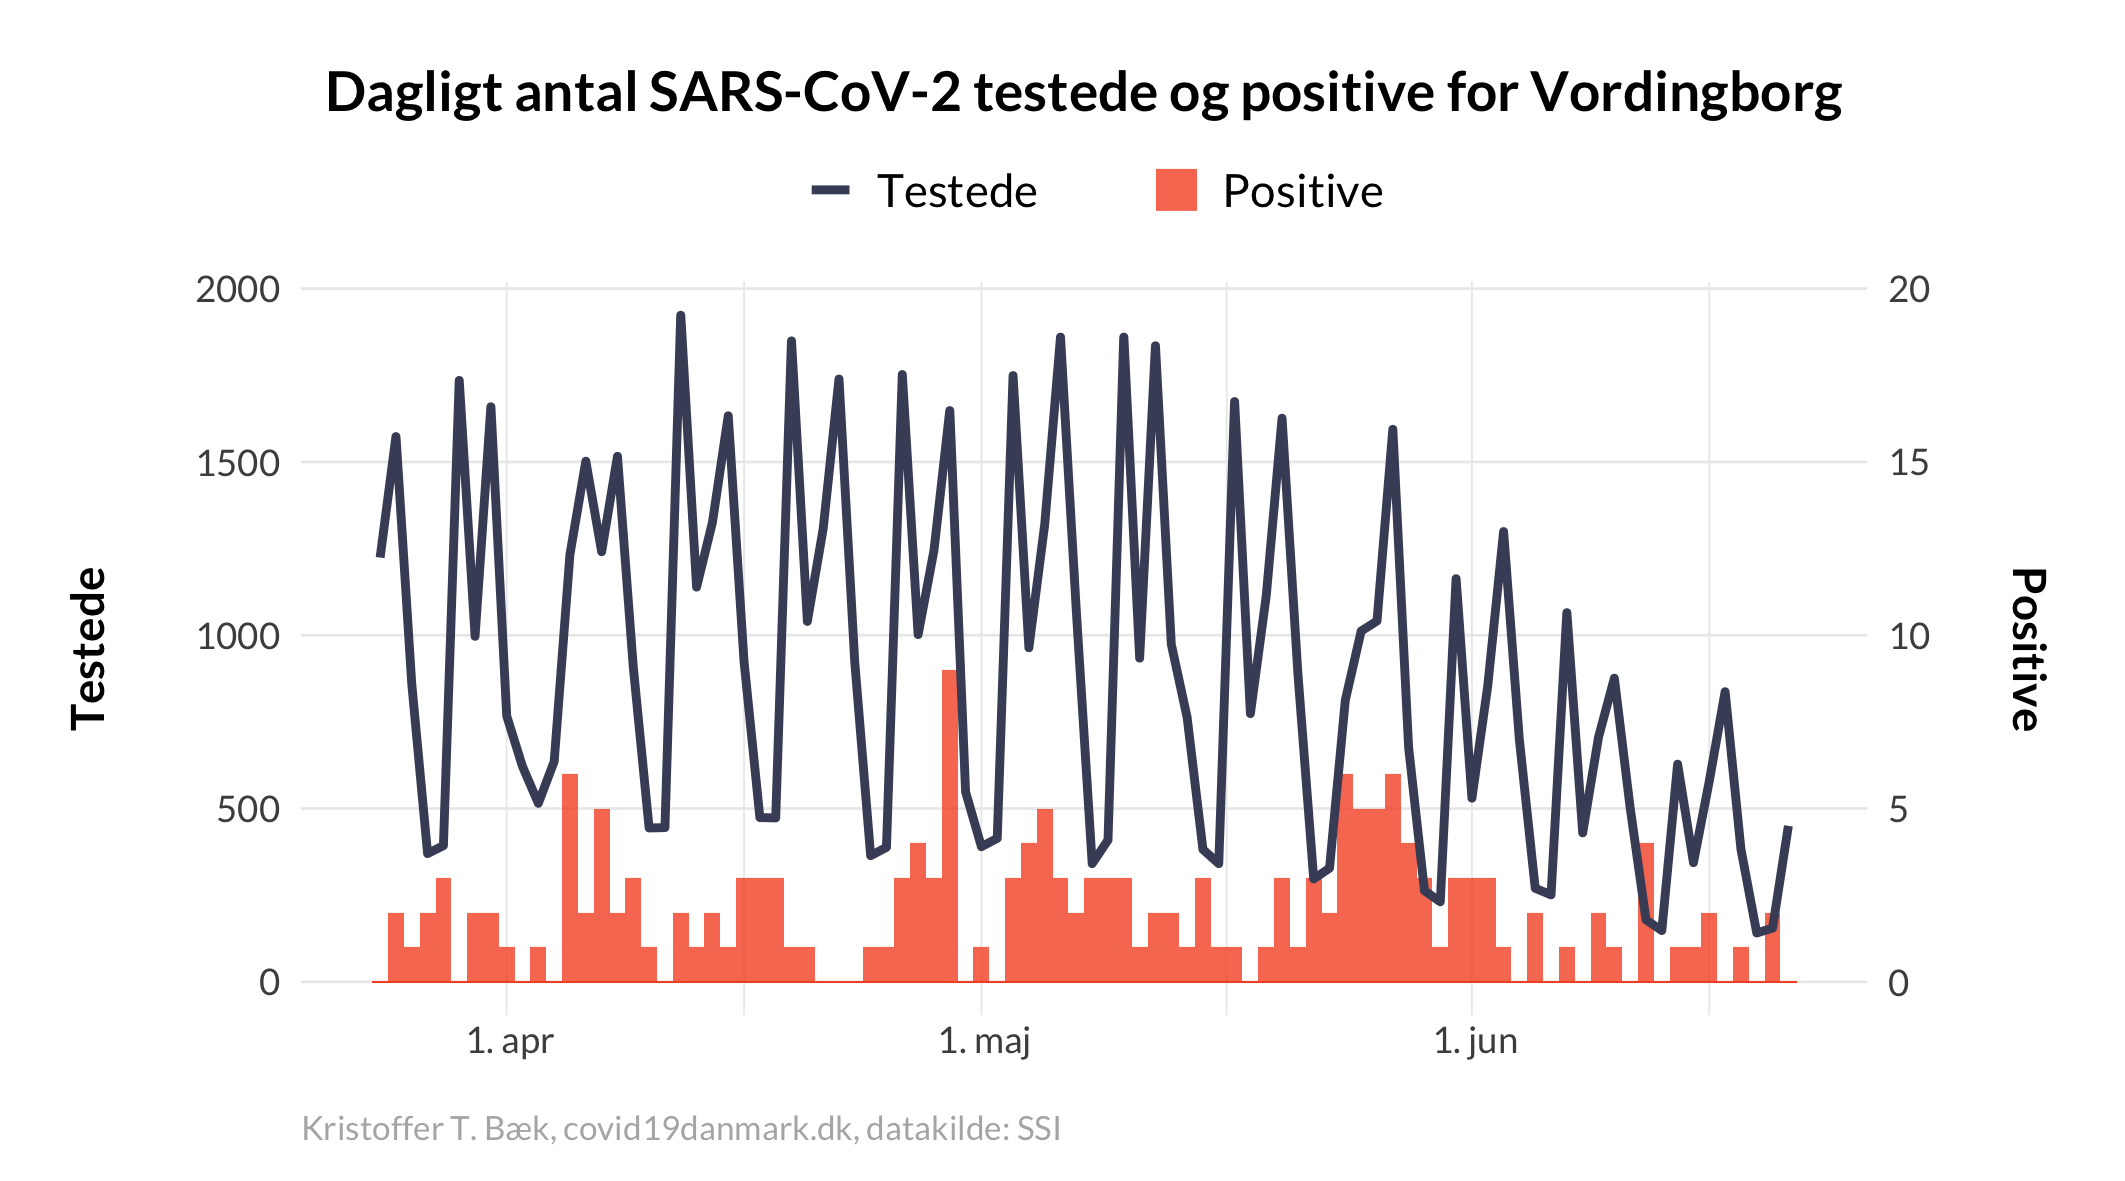 Dagligt antal SARS-CoV-2 testede og positive for Vordingborg
Testede Positive
2000 20
1500 15
1000 10
500 5
0 0
Testede
Positive
1. apr 1. maj 1. jun
Kristoffer T. Bæk, covid19danmark.dk, datakilde: SSI